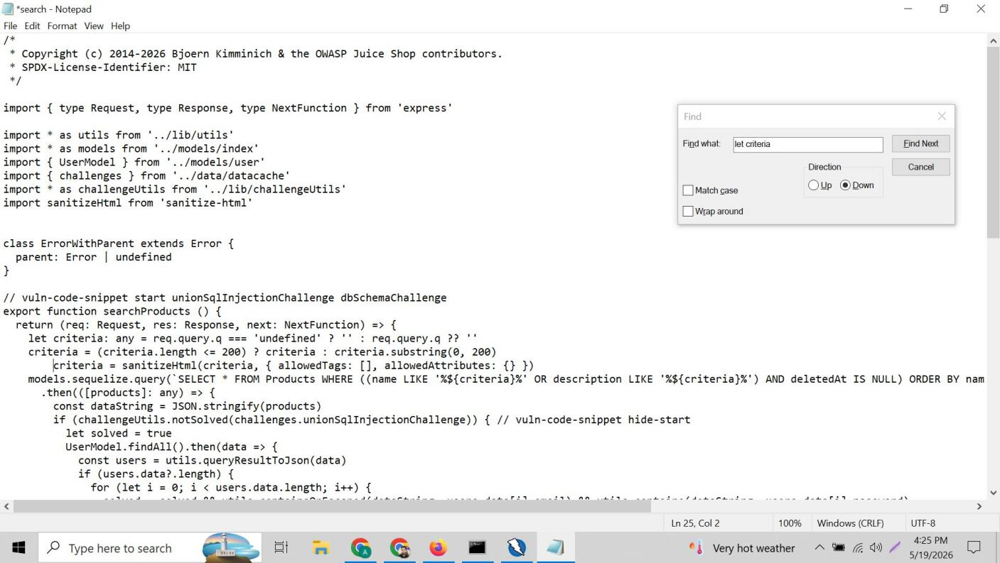 *search - Notepad
File Edit Format View Help
/*
 * Copyright (c) 2014-2026 Bjoern Kimminich & the OWASP Juice Shop contributors.
 * SPDX-License-Identifier: MIT
 */
import { type Request, type Response, type NextFunction } from 'express'
import * as utils from '../lib/utils'
import * as models from '../models/index'
import { UserModel } from '../models/user'
import { challenges } from '../data/datacache'
import * as challengeUtils from '../lib/challengeUtils'
import sanitizeHtml from 'sanitize-html'
class ErrorWithParent extends Error {
  parent: Error | undefined
}
// vuln-code-snippet start unionSqlInjectionChallenge dbSchemaChallenge
export function searchProducts () {
  return (req: Request, res: Response, next: NextFunction) => {
    let criteria: any = req.query.q === 'undefined' ? '' : req.query.q ?? ''
    criteria = (criteria.length <= 200) ? criteria : criteria.substring(0, 200)
        criteria = sanitizeHtml(criteria, { allowedTags: [], allowedAttributes: {} })
    models.sequelize.query(`SELECT * FROM Products WHERE ((name LIKE '%${criteria}%' OR description LIKE '%${criteria}%') AND deletedAt IS NULL) ORDER BY nam
      .then(([products]: any) => {
        const dataString = JSON.stringify(products)
        if (challengeUtils.notSolved(challenges.unionSqlInjectionChallenge)) { // vuln-code-snippet hide-start
          let solved = true
          UserModel.findAll().then(data => {
            const users = utils.queryResultToJson(data)
            if (users.data?.length) {
              for (let i = 0; i < users.data.length; i++) {
Find
Find what: let criteria Find Next
Direction Cancel
Up Down
Match case
Wrap around
Ln 25, Col 2 100% Windows (CRLF) UTF-8
Type here to search
Very hot weather
4:25 PM
5/19/2026